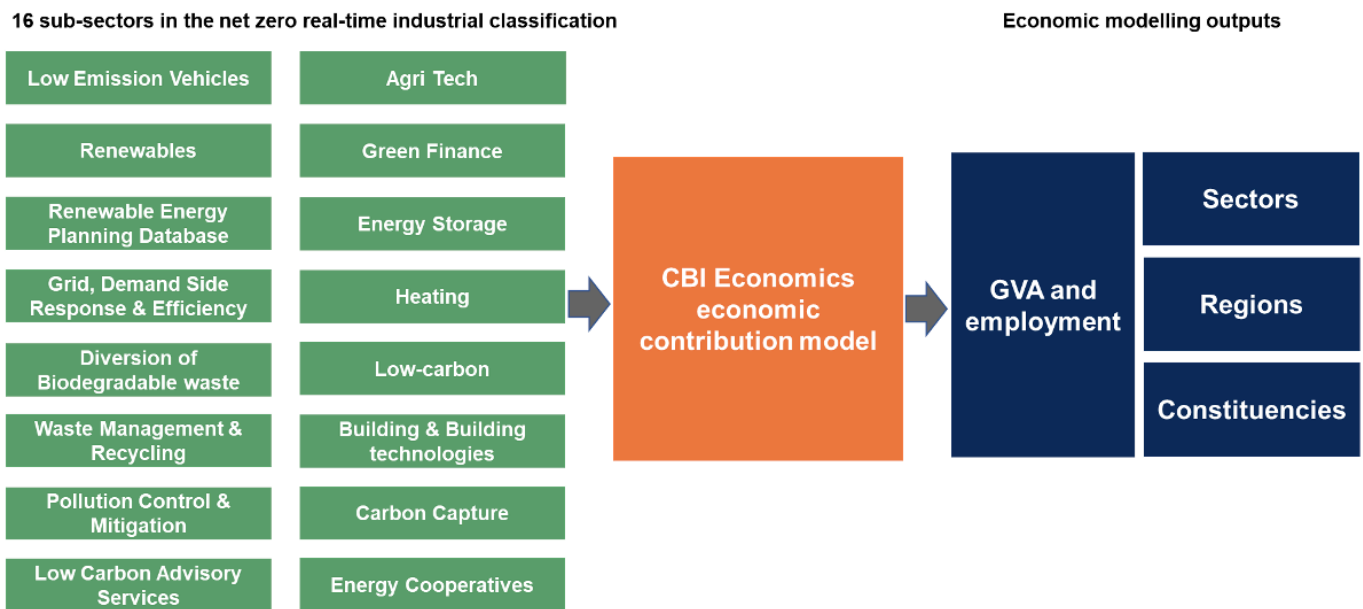 16 sub-sectors in the net zero real-time industrial classification
Economic modelling outputs
Low Emission Vehicles
Renewables
Renewable Energy
Planning Database
Grid, Demand Side
Response & Efficiency
Diversion of
Biodegradable waste
Waste Management &
Recycling
Pollution Control &
Mitigation
Low Carbon Advisory
Services
Agri Tech
Green Finance
Energy Storage
Heating
Low-carbon
Building & Building
technologies
Carbon Capture
Energy Cooperatives
CBI Economics
economic
contribution model
GVA and
employment
Sectors
Regions
Constituencies